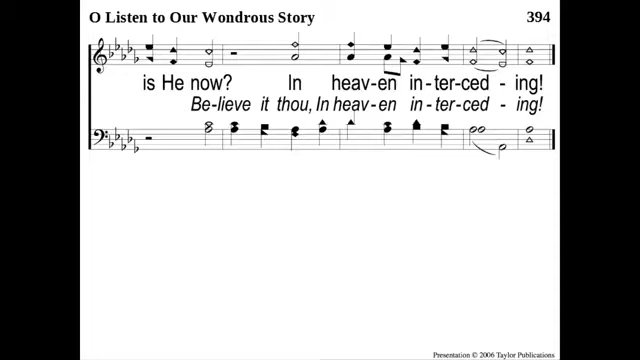 O Listen to Our Wondrous Story 394
is He now? In heav-en in-ter-ced - ing!
Be-lieve it thou, In heav-en in-ter-ced - ing!
Presentation © 2006 Taylor Publications